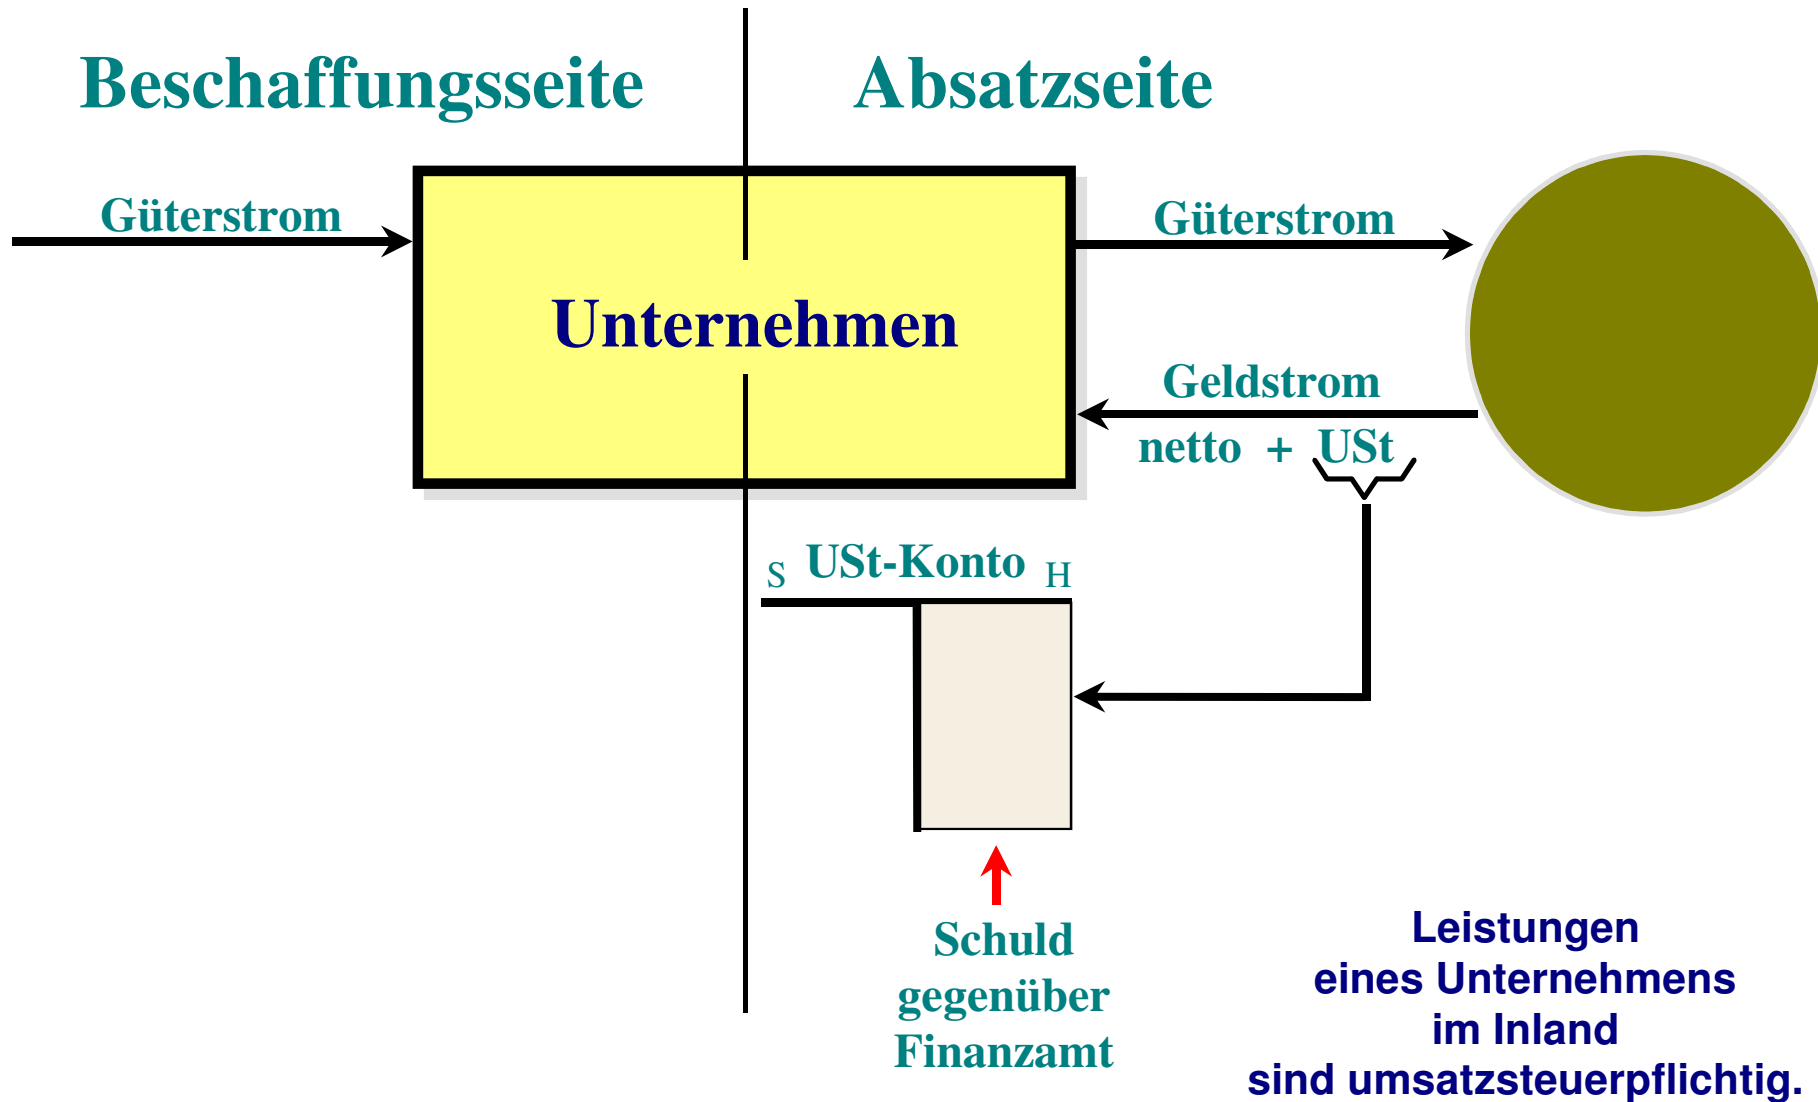 Beschaffungsseite
Absatzseite
Güterstrom
Güterstrom
Unternehmen
Geldstrom
netto + USt
S USt-Konto H
Schuld
gegenüber
Finanzamt
Leistungen
eines Unternehmens
im Inland
sind umsatzsteuerpflichtig.